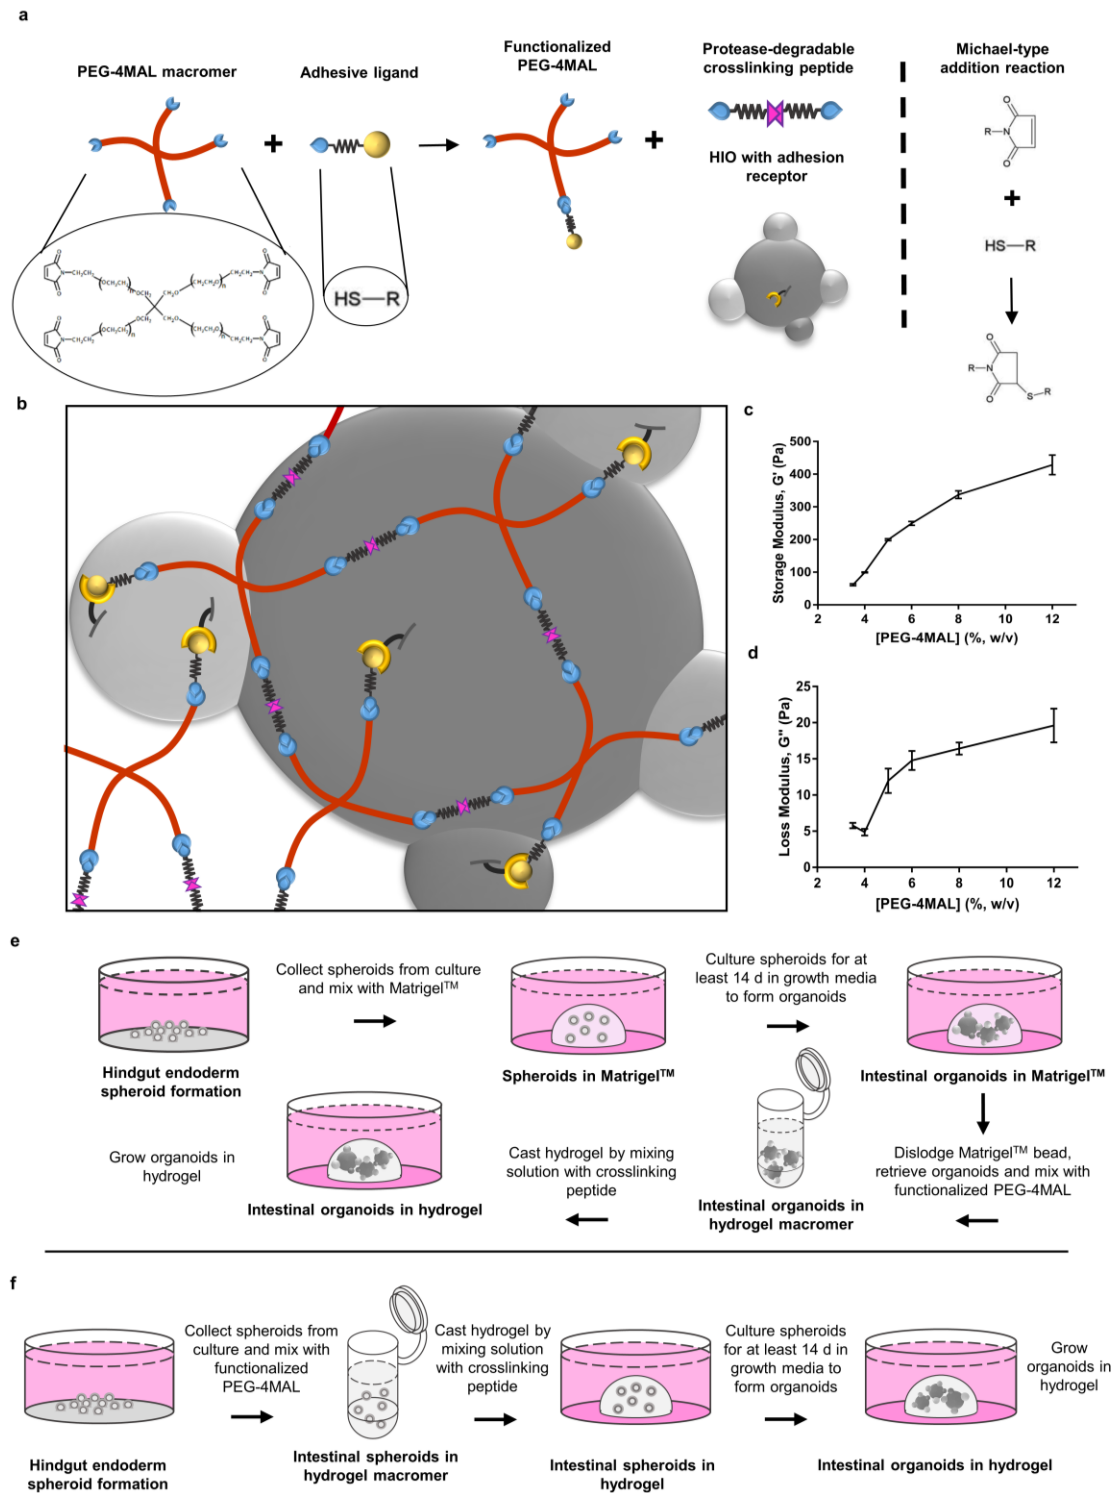 a
PEG-4MAL macromer
Adhesive ligand
Functionalized
PEG-4MAL
Protease-degradable
crosslinking peptide
HIO with adhesion
receptor
Michael-type
addition reaction
HS—R
R
N
O
O
+
HS—R
R
N
O
O
S
R
b
c
Storage Modulus, G' (Pa)
500
400
300
200
100
0
2 4 6 8 10 12
[PEG-4MAL] (%, w/v)
d
Loss Modulus, G" (Pa)
25
20
15
10
5
0
2 4 6 8 10 12
[PEG-4MAL] (%, w/v)
e
Hindgut endoderm
spheroid formation
Collect spheroids from culture
and mix with Matrigel™
Spheroids in Matrigel™
Culture spheroids for at
least 14 d in growth media
to form organoids
Intestinal organoids in Matrigel™
Dislodge Matrigel™ bead,
retrieve organoids and mix with
functionalized PEG-4MAL
Intestinal organoids in
hydrogel macromer
Cast hydrogel by mixing
solution with crosslinking
peptide
Intestinal organoids in hydrogel
Grow organoids in
hydrogel
f
Hindgut endoderm
spheroid formation
Collect spheroids from
culture and mix with
functionalized
PEG-4MAL
Intestinal spheroids in
hydrogel macromer
Cast hydrogel by
mixing solution
with crosslinking
peptide
Intestinal spheroids in
hydrogel
Culture spheroids
for at least 14 d in
growth media to
form organoids
Intestinal organoids in hydrogel
Grow
organoids in
hydrogel